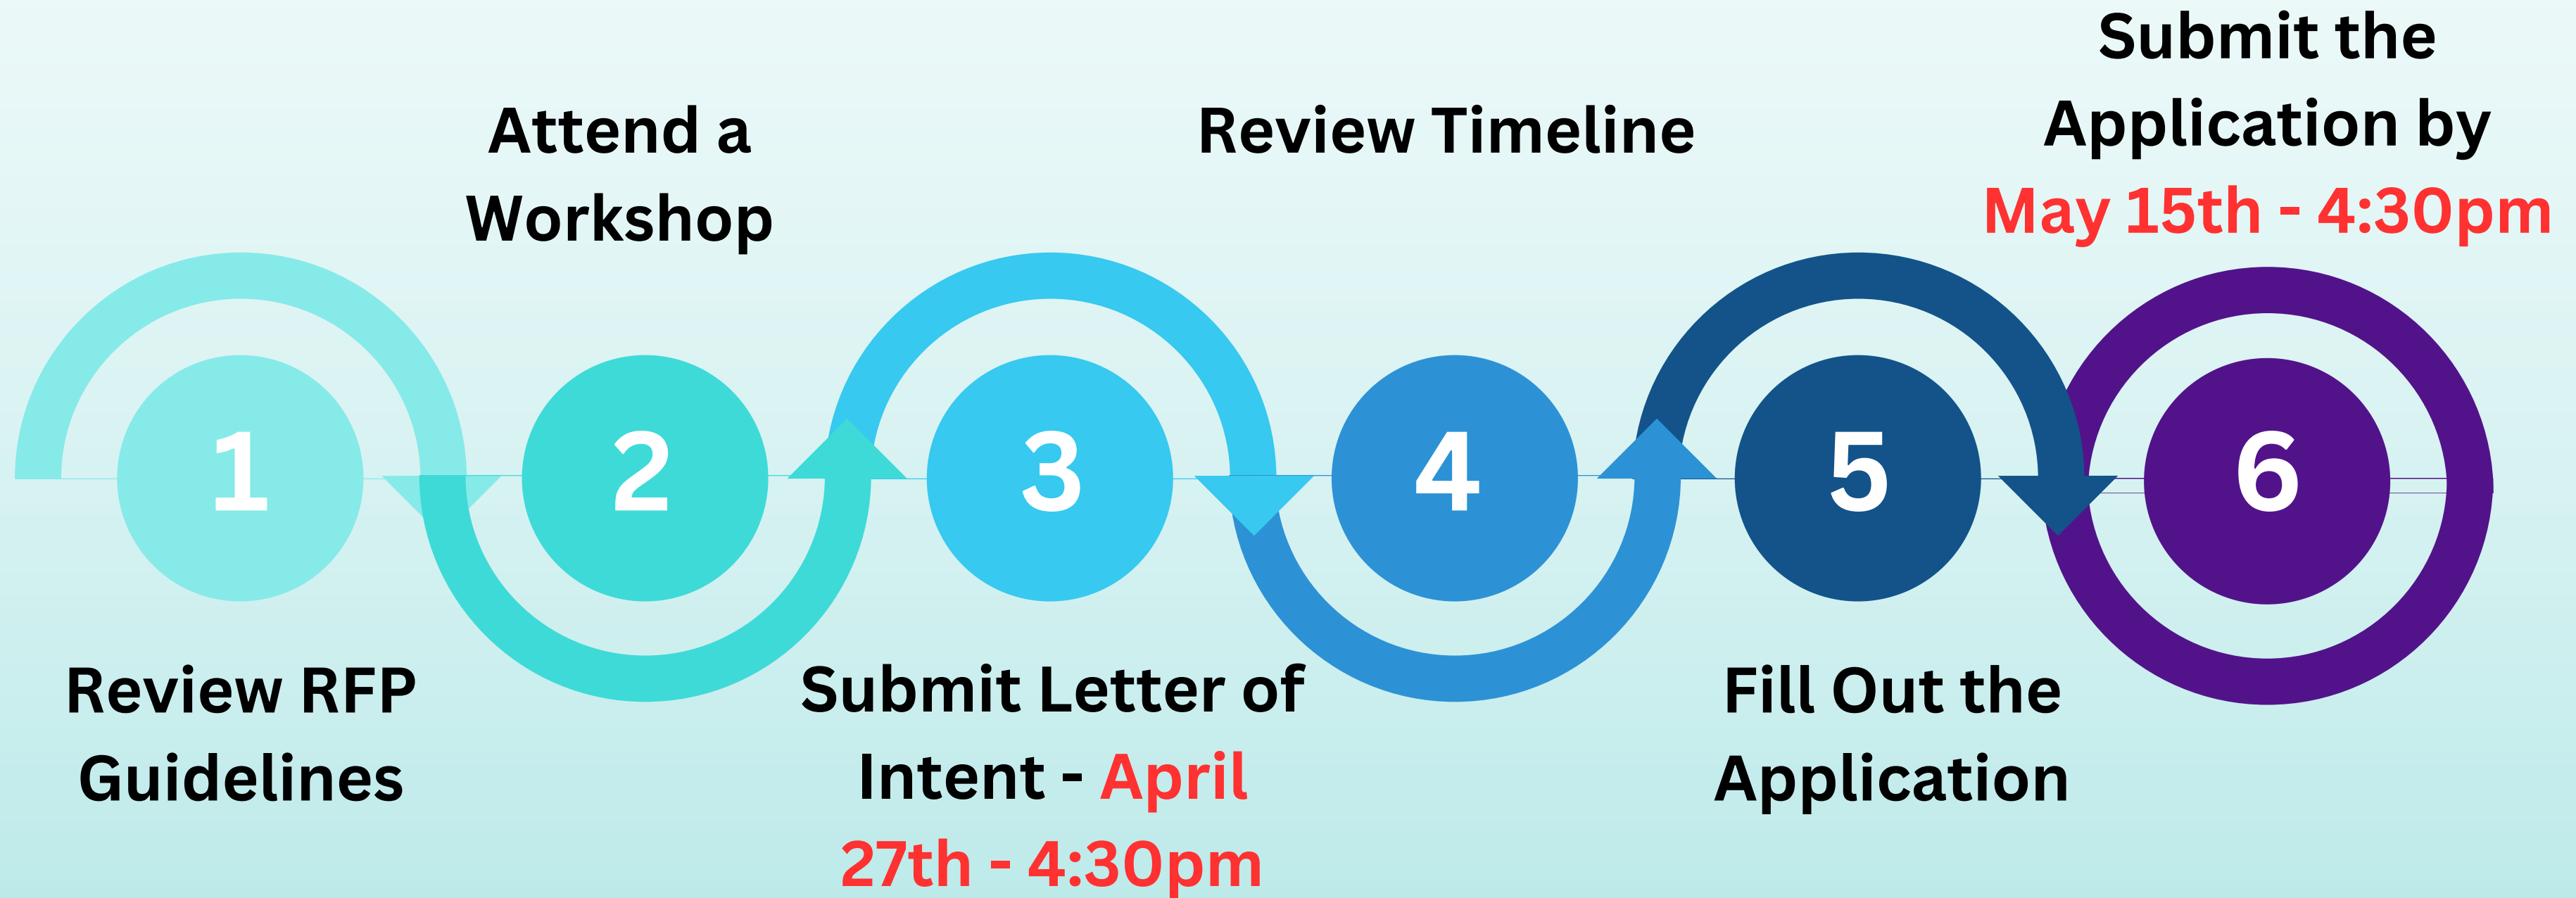 1
Review RFP
Guidelines
Attend a
Workshop
2
3
Submit Letter of
Intent - April
27th - 4:30pm
Review Timeline
4
5
Fill Out the
Application
Submit the
Application by
May 15th - 4:30pm
6